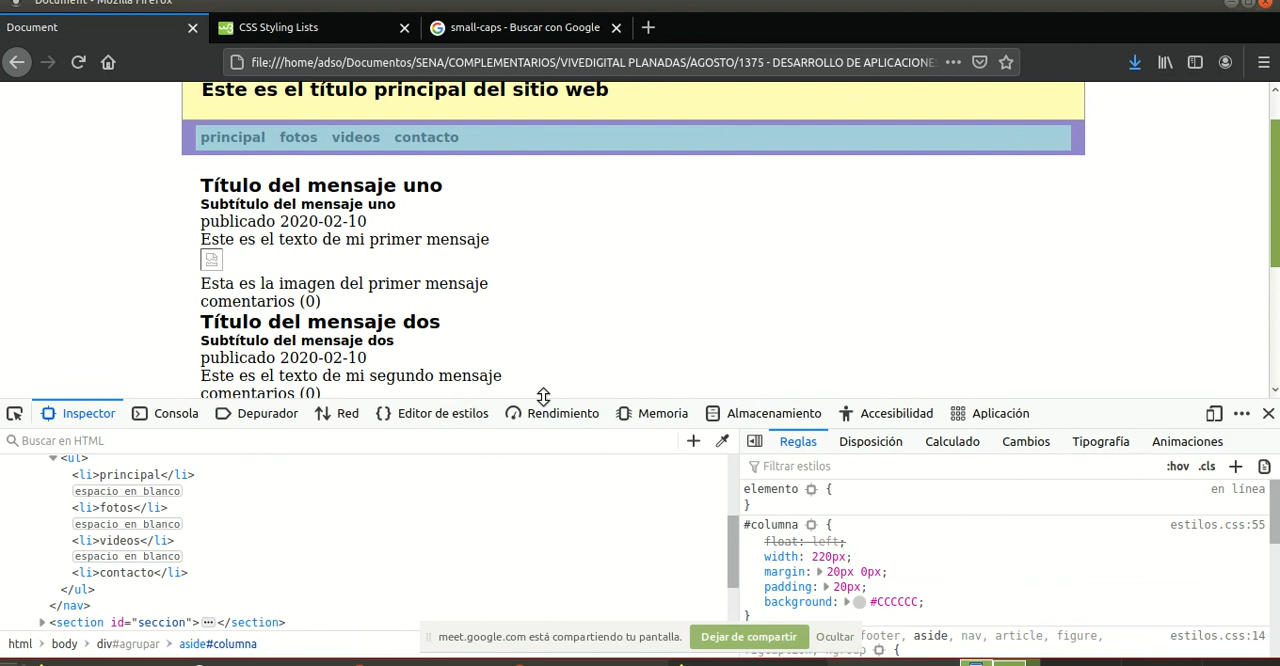 Document - Mozilla Firefox
Document
CSS Styling Lists
small-caps - Buscar con Google
file:///home/adso/Documentos/SENA/COMPLEMENTARIOS/VIVEDIGITAL PLANADAS/AGOSTO/1375 - DESARROLLO DE APLICACIONE
Este es el título principal del sitio web
principal fotos videos contacto
Título del mensaje uno
Subtítulo del mensaje uno
publicado 2020-02-10
Este es el texto de mi primer mensaje
Esta es la imagen del primer mensaje
comentarios (0)
Título del mensaje dos
Subtítulo del mensaje dos
publicado 2020-02-10
Este es el texto de mi segundo mensaje
comentarios (0)
Inspector Consola Depurador Red {} Editor de estilos Rendimiento Memoria Almacenamiento Accesibilidad Aplicación
Buscar en HTML
<ul>
<li>principal</li>
espacio en blanco
<li>fotos</li>
espacio en blanco
<li>videos</li>
espacio en blanco
<li>contacto</li>
</ul>
</nav>
<section id="seccion">···</section>
html body div#agrupar aside#columna
Reglas Disposición Calculado Cambios Tipografía Animaciones
Filtrar estilos :hov .cls
elemento { en línea
}
#columna { estilos.css:55
float: left;
width: 220px;
margin: 20px 0px;
padding: 20px;
background: #CCCCCC;
}
footer, aside, nav, article, figure, estilos.css:14
figcaption, hgroup {
meet.google.com está compartiendo tu pantalla. Dejar de compartir Ocultar